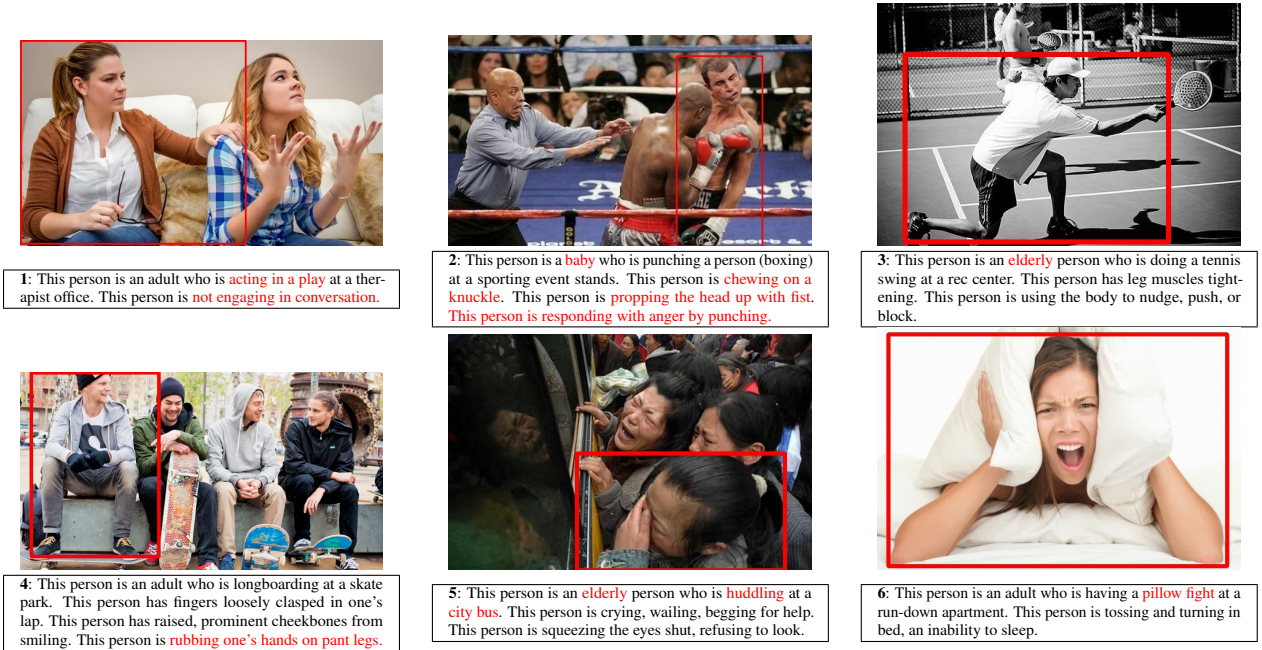 1: This person is an adult who is acting in a play at a ther-
apist office. This person is not engaging in conversation.
2: This person is a baby who is punching a person (boxing)
at a sporting event stands. This person is chewing on a
knuckle. This person is propping the head up with fist.
This person is responding with anger by punching.
3: This person is an elderly person who is doing a tennis
swing at a rec center. This person has leg muscles tight-
ening. This person is using the body to nudge, push, or
block.
4: This person is an adult who is longboarding at a skate
park. This person has fingers loosely clasped in one's
lap. This person has raised, prominent cheekbones from
smiling. This person is rubbing one's hands on pant legs.
5: This person is an elderly person who is huddling at a
city bus. This person is crying, wailing, begging for help.
This person is squeezing the eyes shut, refusing to look.
6: This person is an adult who is having a pillow fight at a
run-down apartment. This person is tossing and turning in
bed, an inability to sleep.